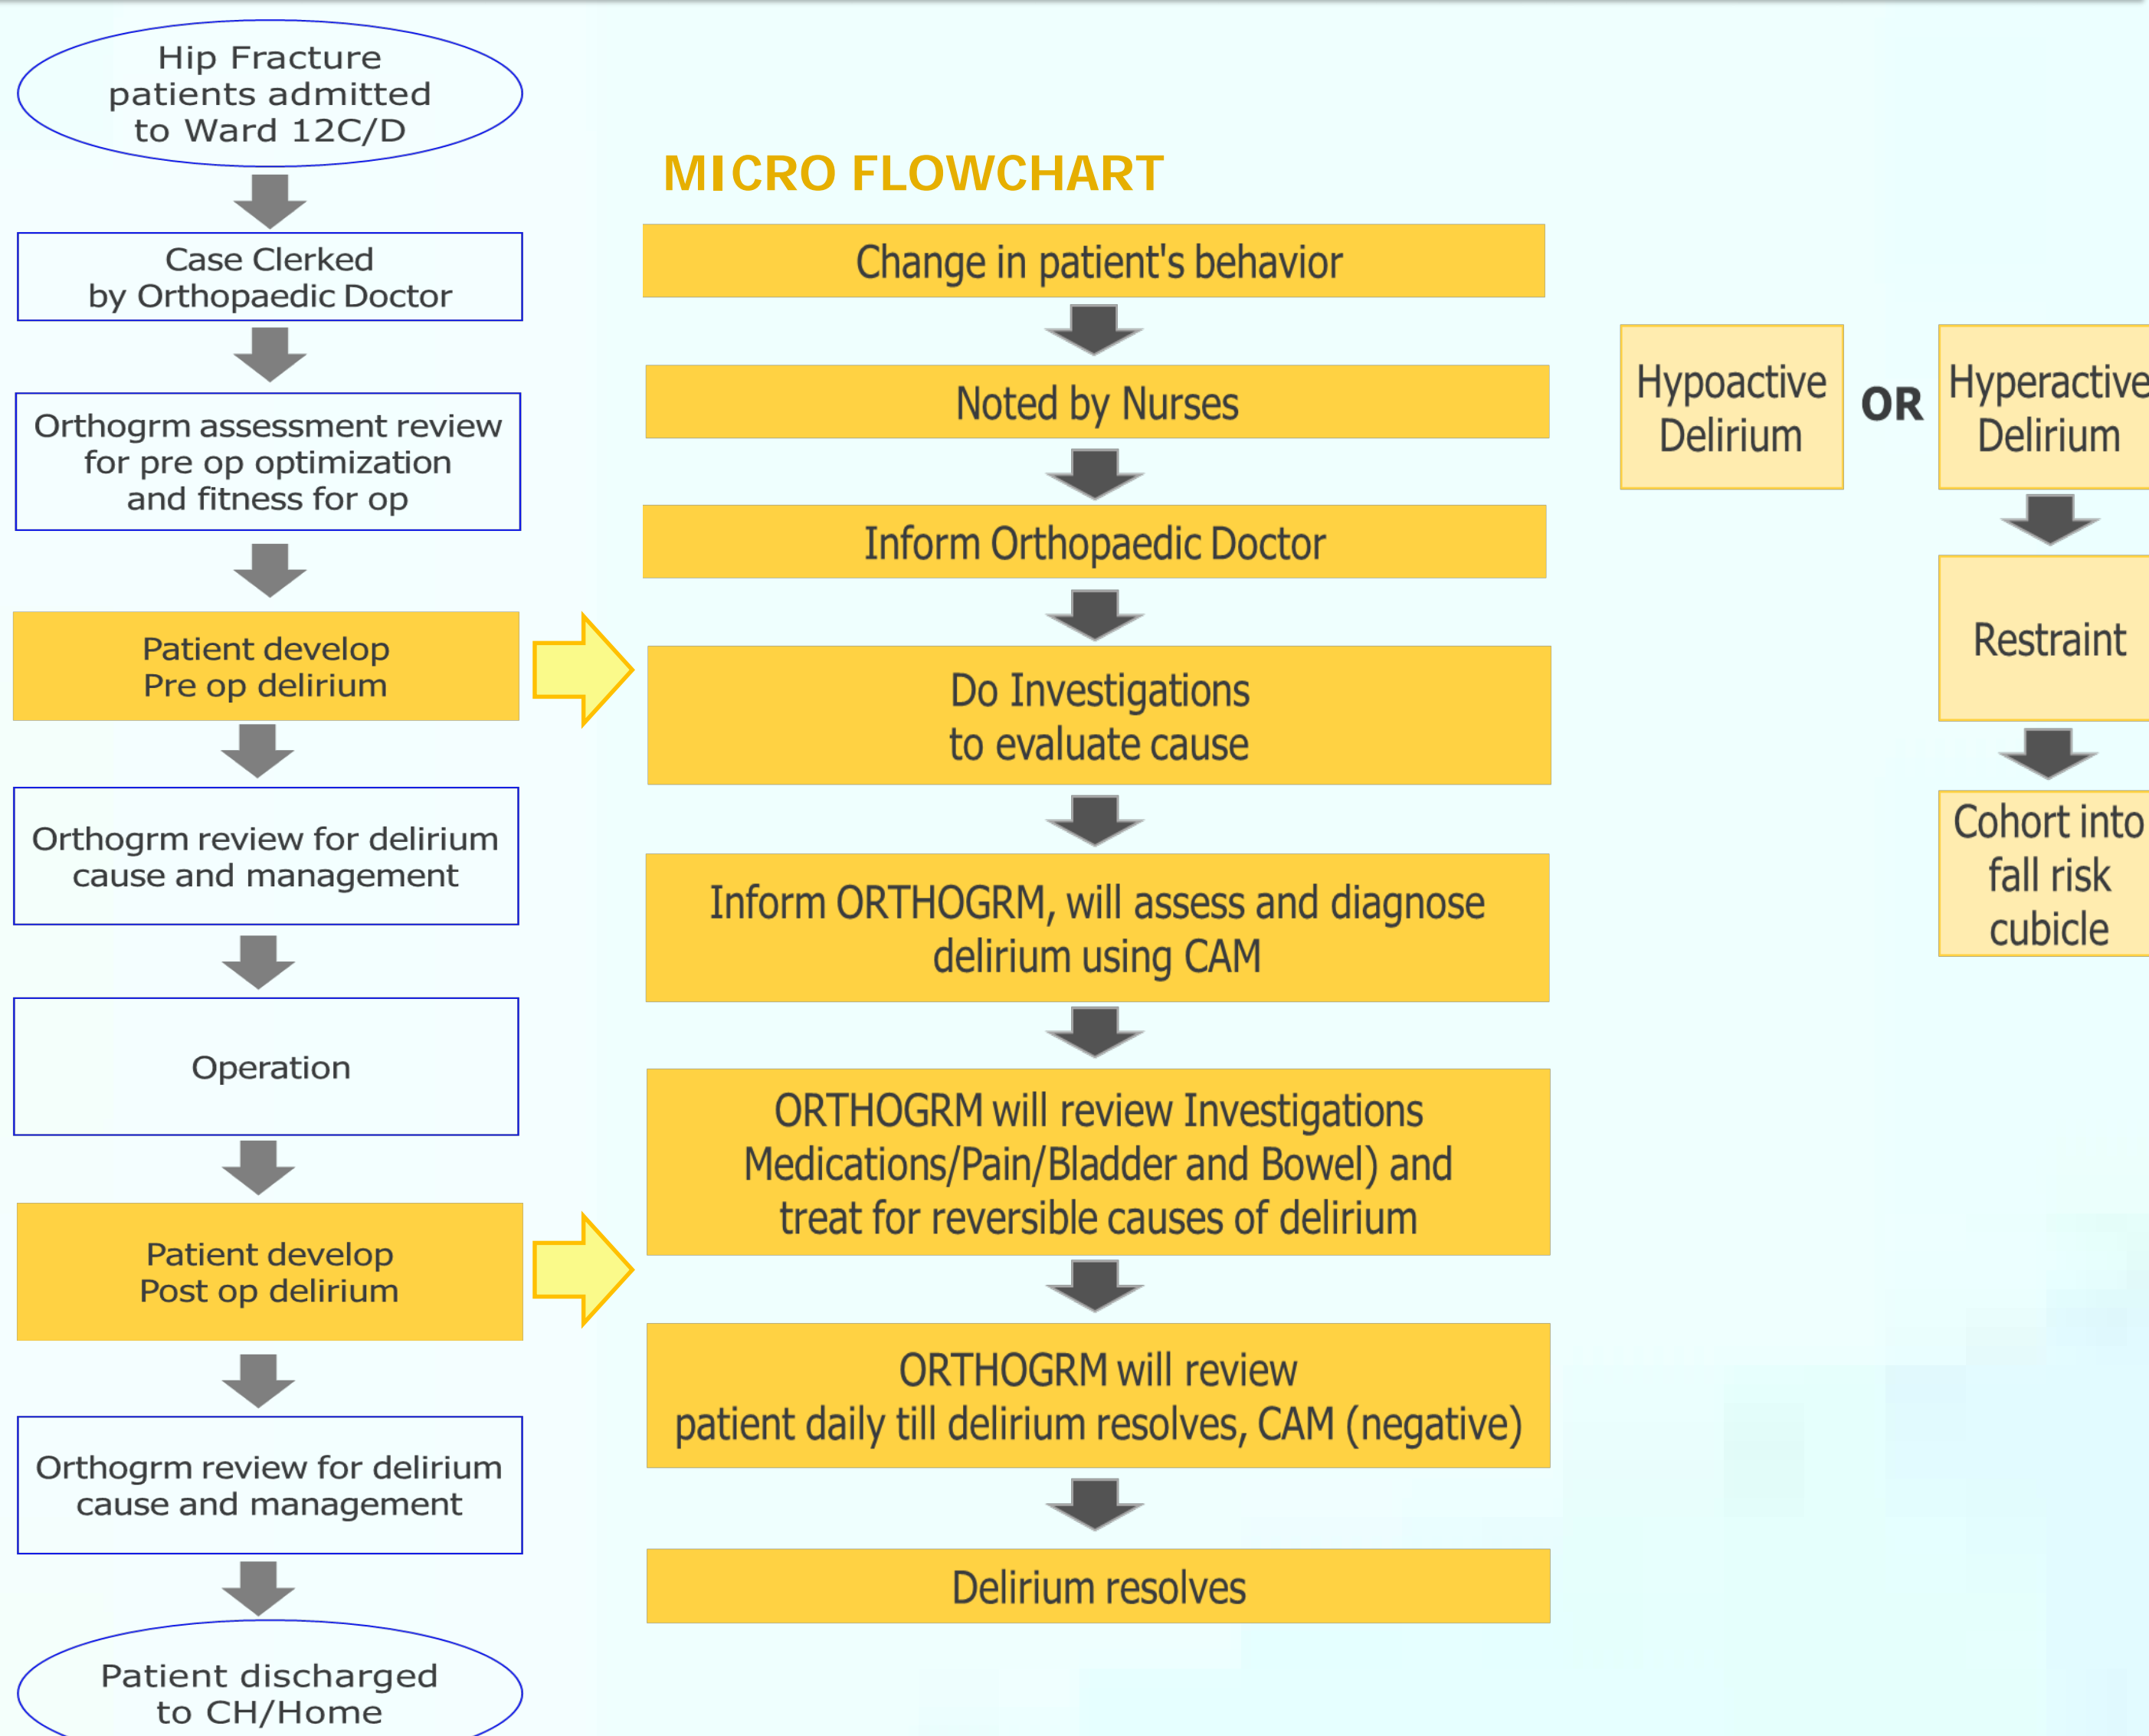 Hip Fracture
patients admitted
to Ward 12C/D
Case Clerked
by Orthopaedic Doctor
Orthogrm assessment review
for pre op optimization
and fitness for op
Patient develop
Pre op delirium
Orthogrm review for delirium
cause and management
Operation
Patient develop
Post op delirium
Orthogrm review for delirium
cause and management
Patient discharged
to CH/Home
MICRO FLOWCHART
Change in patient's behavior
Noted by Nurses
Inform Orthopaedic Doctor
Do Investigations
to evaluate cause
Inform ORTHOGRM, will assess and diagnose
delirium using CAM
ORTHOGRM will review Investigations
Medications/Pain/Bladder and Bowel) and
treat for reversible causes of delirium
ORTHOGRM will review
patient daily till delirium resolves, CAM (negative)
Delirium resolves
Hypoactive
Delirium
OR
Hyperactive
Delirium
Restraint
Cohort into
fall risk
cubicle